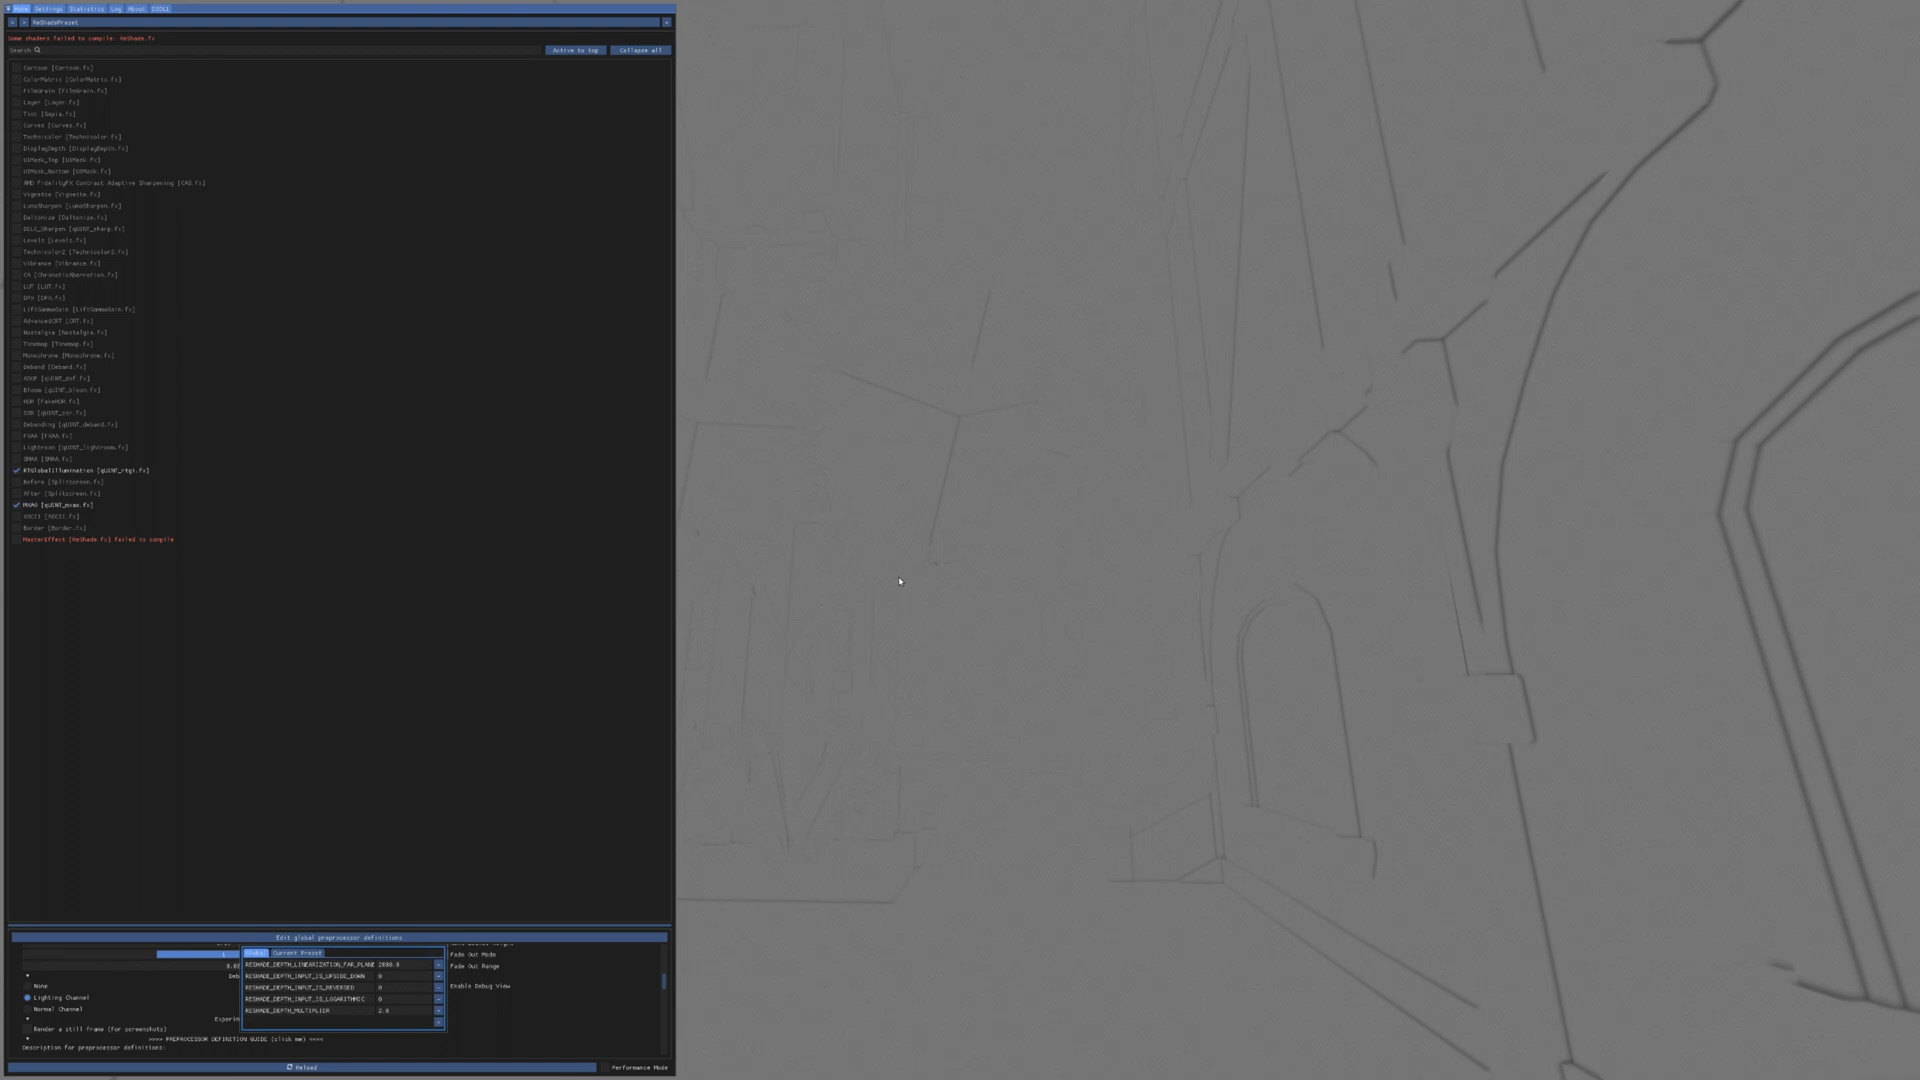 Home Settings Statistics Log About D3D11
ReShadePreset
Some shaders failed to compile: ReShade.fx
Search
Active to top
Collapse all
Cartoon [Cartoon.fx]
ColorMatrix [ColorMatrix.fx]
FilmGrain [FilmGrain.fx]
Layer [Layer.fx]
Tint [Sepia.fx]
Curves [Curves.fx]
Technicolor [Technicolor.fx]
DisplayDepth [DisplayDepth.fx]
UIMask_Top [UIMask.fx]
UIMask_Bottom [UIMask.fx]
AMD FidelityFX Contrast Adaptive Sharpening [CAS.fx]
Vignette [Vignette.fx]
LumaSharpen [LumaSharpen.fx]
Daltonize [Daltonize.fx]
DELC_Sharpen [qUINT_sharp.fx]
Levels [Levels.fx]
Technicolor2 [Technicolor2.fx]
Vibrance [Vibrance.fx]
CA [ChromaticAberration.fx]
LUT [LUT.fx]
DPX [DPX.fx]
LiftGammaGain [LiftGammaGain.fx]
AdvancedCRT [CRT.fx]
Nostalgia [Nostalgia.fx]
Tonemap [Tonemap.fx]
Monochrome [Monochrome.fx]
Deband [Deband.fx]
ADOF [qUINT_dof.fx]
Bloom [qUINT_bloom.fx]
HDR [FakeHDR.fx]
SSR [qUINT_ssr.fx]
Debanding [qUINT_deband.fx]
FXAA [FXAA.fx]
Lightroom [qUINT_lightroom.fx]
SMAA [SMAA.fx]
RTGlobalIllumination [qUINT_rtgi.fx]
Before [Splitscreen.fx]
After [Splitscreen.fx]
MXAO [qUINT_mxao.fx]
ASCII [ASCII.fx]
Border [Border.fx]
MasterEffect [ReShade.fx] failed to compile
Edit global preprocessor definitions
Global Current Preset
Fade Out Mode
RESHADE_DEPTH_LINEARIZATION_FAR_PLANE 2000.0
Fade Out Range
RESHADE_DEPTH_INPUT_IS_UPSIDE_DOWN 0
None
RESHADE_DEPTH_INPUT_IS_REVERSED 0
Enable Debug View
Lighting Channel
RESHADE_DEPTH_INPUT_IS_LOGARITHMIC 0
Normal Channel
RESHADE_DEPTH_MULTIPLIER 2.0
Experim
Render a still frame (for screenshots)
>>>> PREPROCESSOR DEFINITION GUIDE (click me) <<<<
Description for preprocessor definitions:
Reload
Performance Mode